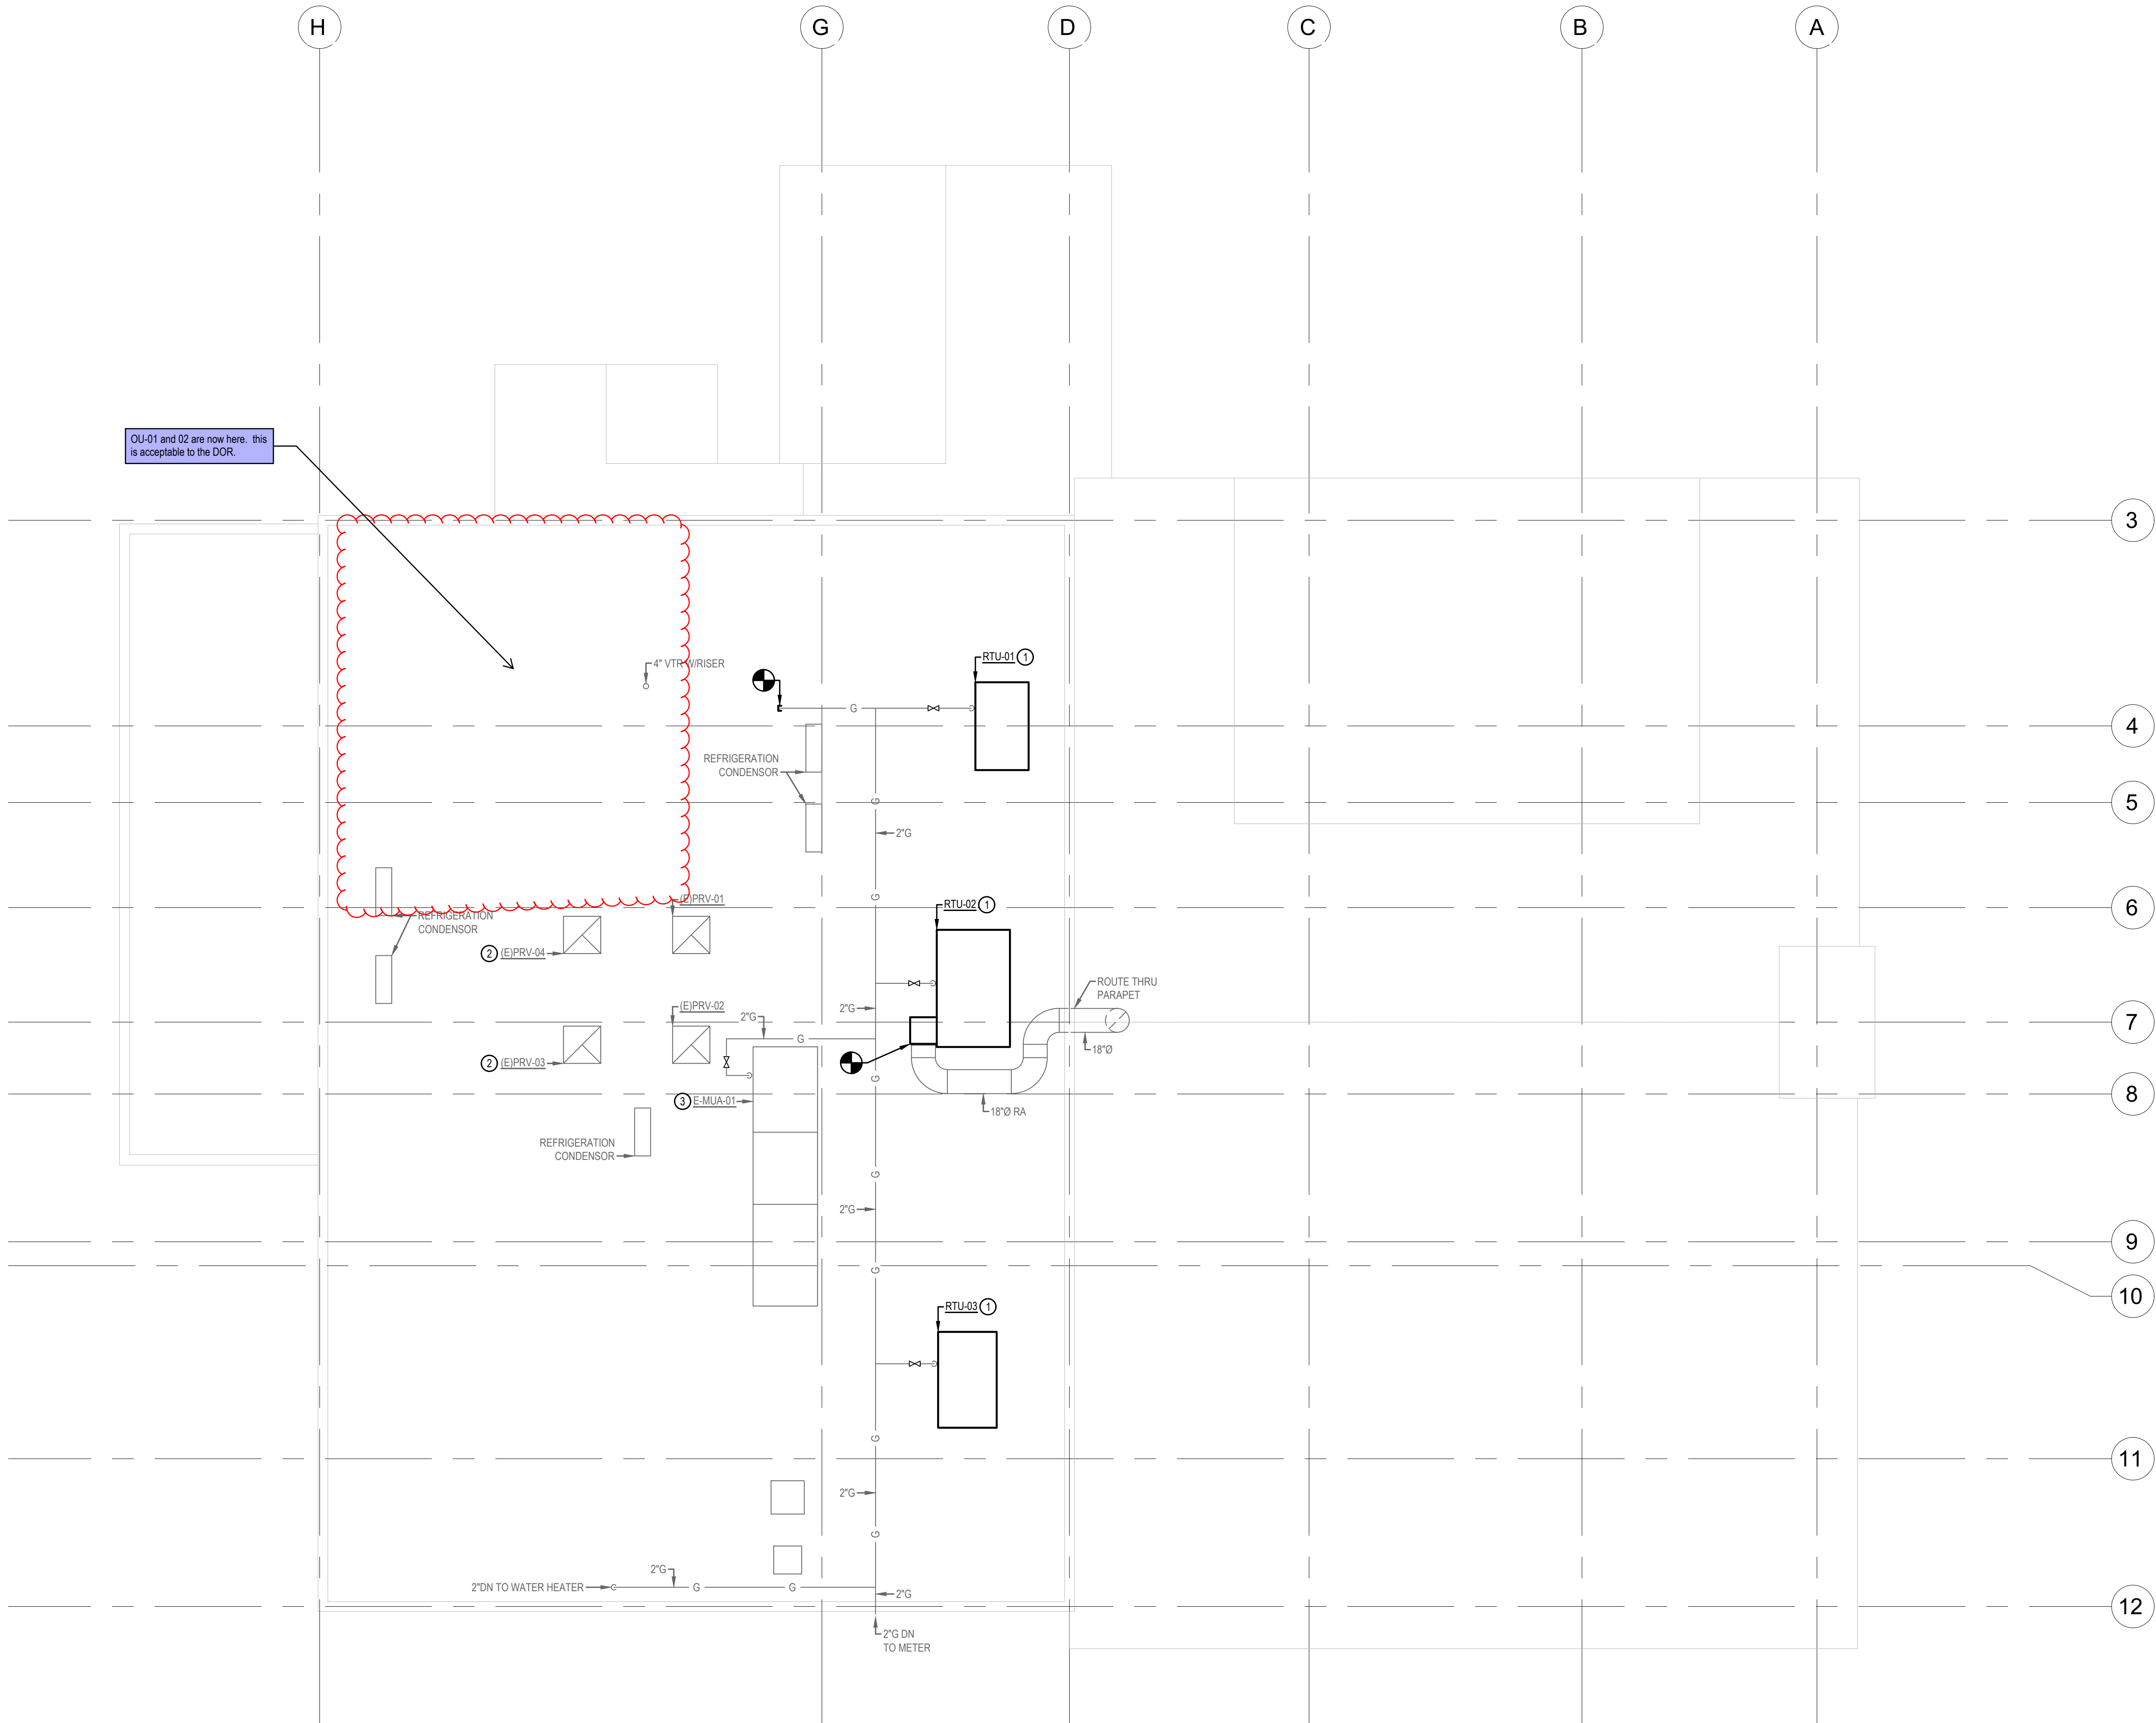 H
G
D
C
B
A
OU-01 and 02 are now here. this
is acceptable to the DOR.
3
4" VTR W/RISER
RTU-01 1
G
4
REFRIGERATION
CONDENSOR
G
5
2"G
G
(E)PRV-01
RTU-02 1
6
REFRIGERATION
CONDENSOR
2 (E)PRV-04
ROUTE THRU
PARAPET
(E)PRV-02
2"G
2"G
7
G
18"Ø
2 (E)PRV-03
G
8
3 E-MUA-01
18"Ø RA
REFRIGERATION
CONDENSOR
G
2"G
9
G
10
RTU-03 1
G
11
2"G
G
2"G
2"DN TO WATER HEATER
G
G
2"G
12
2"G DN
TO METER